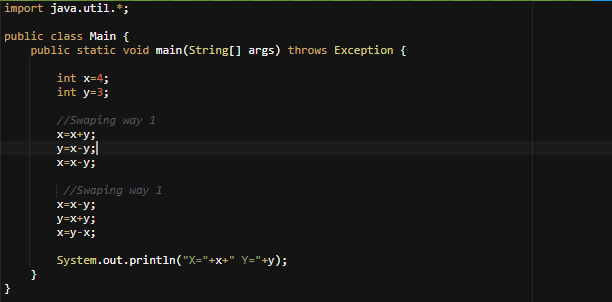 import java.util.*;
public class Main {
public static void main(String[] args) throws Exception {
int x=4;
int y=3;
//Swaping way 1
x=x+y;
y=x-y;
x=x-y;
//Swaping way 1
x=x-y;
y=x+y;
x=y-x;
System.out.println("X="+x+" Y="+y);
}
}